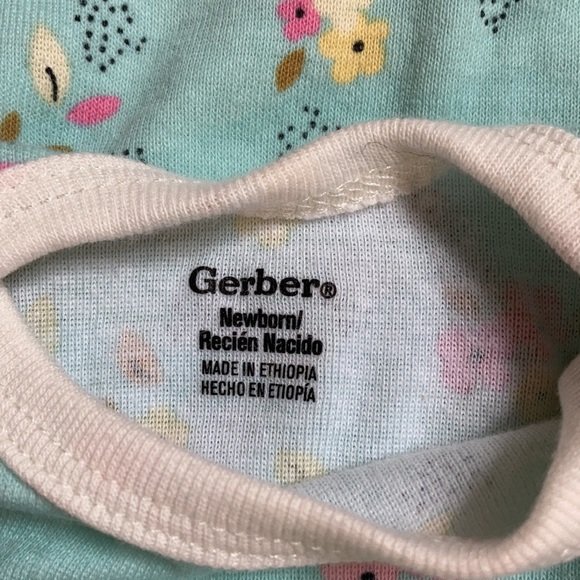 Gerber®
Newborn/
Recién Nacido
MADE IN ETHIOPIA
HECHO EN ETIOPÍA